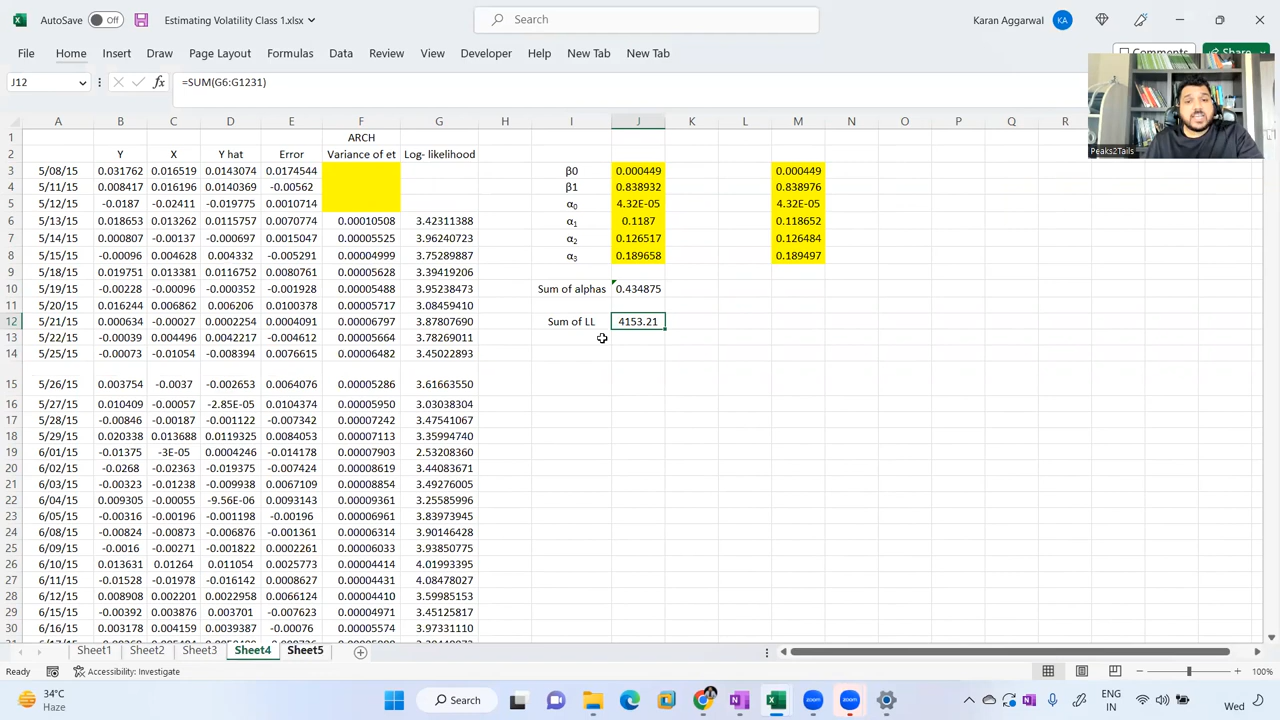 AutoSave Off Estimating Volatility Class 1.xlsx Search Karan Aggarwal KA
File Home Insert Draw Page Layout Formulas Data Review View Developer Help New Tab New Tab Comments Share
J12 fx =SUM(G6:G1231)
A B C D E F G H I J K L M N O P Q R
1 ARCH
2 Y X Y hat Error Variance of et Log- likelihood
3 5/08/15 0.031762 0.016519 0.0143074 0.0174544 β0 0.000449 0.000449
4 5/11/15 0.008417 0.016196 0.0140369 -0.00562 β1 0.838932 0.838976
5 5/12/15 -0.0187 -0.02411 -0.019775 0.0010714 α0 4.32E-05 4.32E-05
6 5/13/15 0.018653 0.013262 0.0115757 0.0070774 0.00010508 3.42311388 α1 0.1187 0.118652
7 5/14/15 0.000807 -0.00137 -0.000697 0.0015047 0.00005525 3.96240723 α2 0.126517 0.126484
8 5/15/15 -0.00096 0.004628 0.004332 -0.005291 0.00004999 3.75289887 α3 0.189658 0.189497
9 5/18/15 0.019751 0.013381 0.0116752 0.0080761 0.00005628 3.39419206
10 5/19/15 -0.00228 -0.00096 -0.000352 -0.001928 0.00005488 3.95238473 Sum of alphas 0.434875
11 5/20/15 0.016244 0.006862 0.006206 0.0100378 0.00005717 3.08459410
12 5/21/15 0.000634 -0.00027 0.0002254 0.0004091 0.00006797 3.87807690 Sum of LL 4153.21
13 5/22/15 -0.00039 0.004496 0.0042217 -0.004612 0.00005664 3.78269011
14 5/25/15 -0.00073 -0.01054 -0.008394 0.0076615 0.00006482 3.45022893
15 5/26/15 0.003754 -0.0037 -0.002653 0.0064076 0.00005286 3.61663550
16 5/27/15 0.010409 -0.00057 -2.85E-05 0.0104374 0.00005950 3.03038304
17 5/28/15 -0.00846 -0.00187 -0.001122 -0.007342 0.00007242 3.47541067
18 5/29/15 0.020338 0.013688 0.0119325 0.0084053 0.00007113 3.35994740
19 6/01/15 -0.01375 -3E-05 0.0004246 -0.014178 0.00007903 2.53208360
20 6/02/15 -0.0268 -0.02363 -0.019375 -0.007424 0.00008619 3.44083671
21 6/03/15 -0.00323 -0.01238 -0.009938 0.0067109 0.00008854 3.49276005
22 6/04/15 0.009305 -0.00055 -9.56E-06 0.0093143 0.00009361 3.25585996
23 6/05/15 -0.00316 -0.00196 -0.001198 -0.00196 0.00006961 3.83973945
24 6/08/15 -0.00824 -0.00873 -0.006876 -0.001361 0.00006314 3.90146428
25 6/09/15 -0.0016 -0.00271 -0.001822 0.0002261 0.00006033 3.93850775
26 6/10/15 0.013631 0.01264 0.011054 0.0025773 0.00004414 4.01993395
27 6/11/15 -0.01528 -0.01978 -0.016142 0.0008627 0.00004431 4.08478027
28 6/12/15 0.008908 0.002201 0.0022958 0.0066124 0.00004410 3.59985153
29 6/15/15 -0.00392 0.003876 0.003701 -0.007623 0.00004971 3.45125817
30 6/16/15 0.003178 0.004159 0.0039387 -0.00076 0.00005574 3.97331110
Peaks2Tails
Sheet1 Sheet2 Sheet3 Sheet4 Sheet5
Ready Accessibility: Investigate 100%
34°C
Haze
Search
ENG
IN
Wed